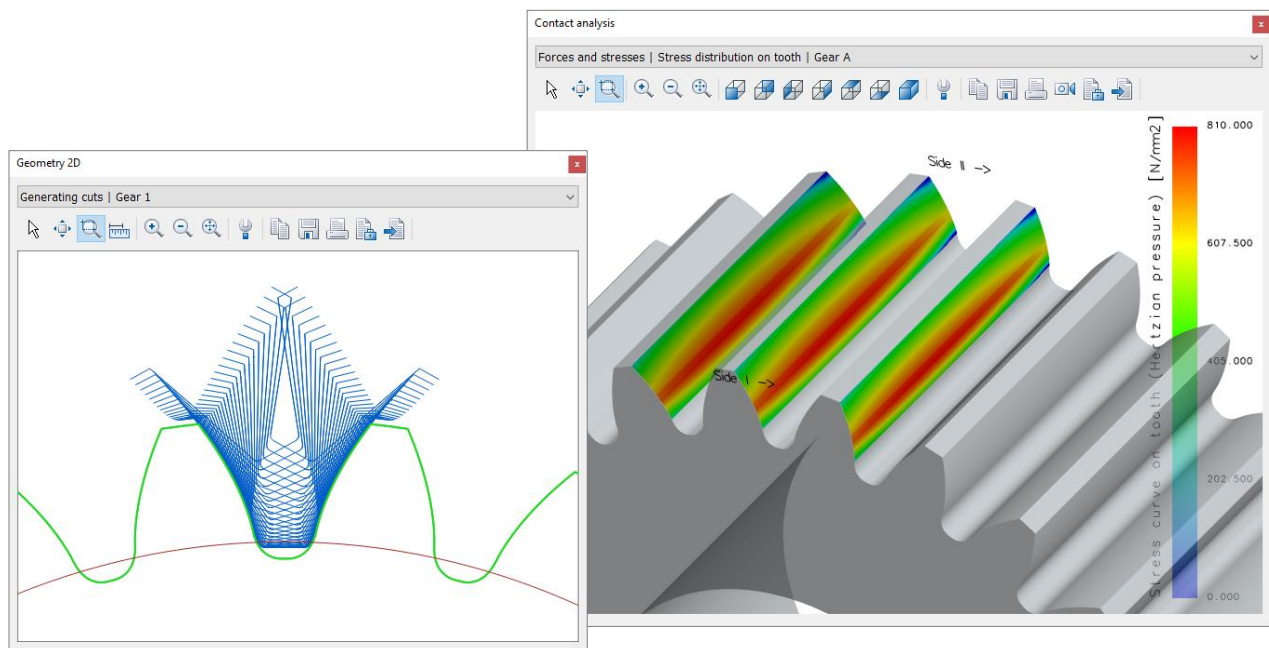 Contact analysis
Forces and stresses | Stress distribution on tooth | Gear A
Side II ->
Side I ->
Stress curve on tooth (Hertzian pressure) [N/mm2]
810.000
607.500
405.000
202.500
0.000
Geometry 2D
Generating cuts | Gear 1